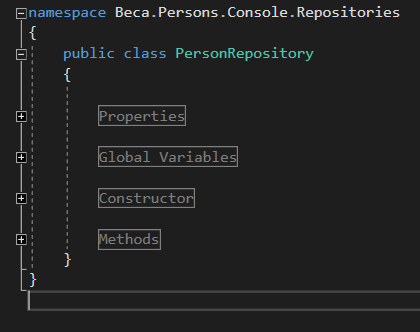 namespace Beca.Persons.Console.Repositories
{
public class PersonRepository
{
Properties
Global Variables
Constructor
Methods
}
}